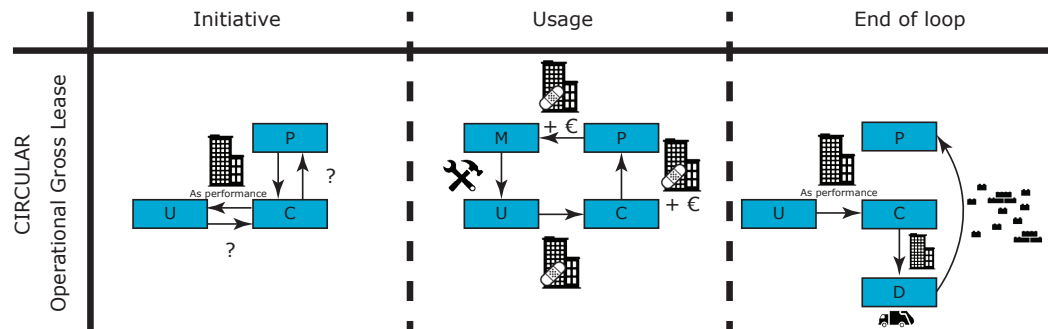 Initiative
Usage
End of loop
CIRCULAR
Operational Gross Lease
P
?
As performance
U
C
?
+ €
M
P
U
C
+ €
P
As performance
U
C
D